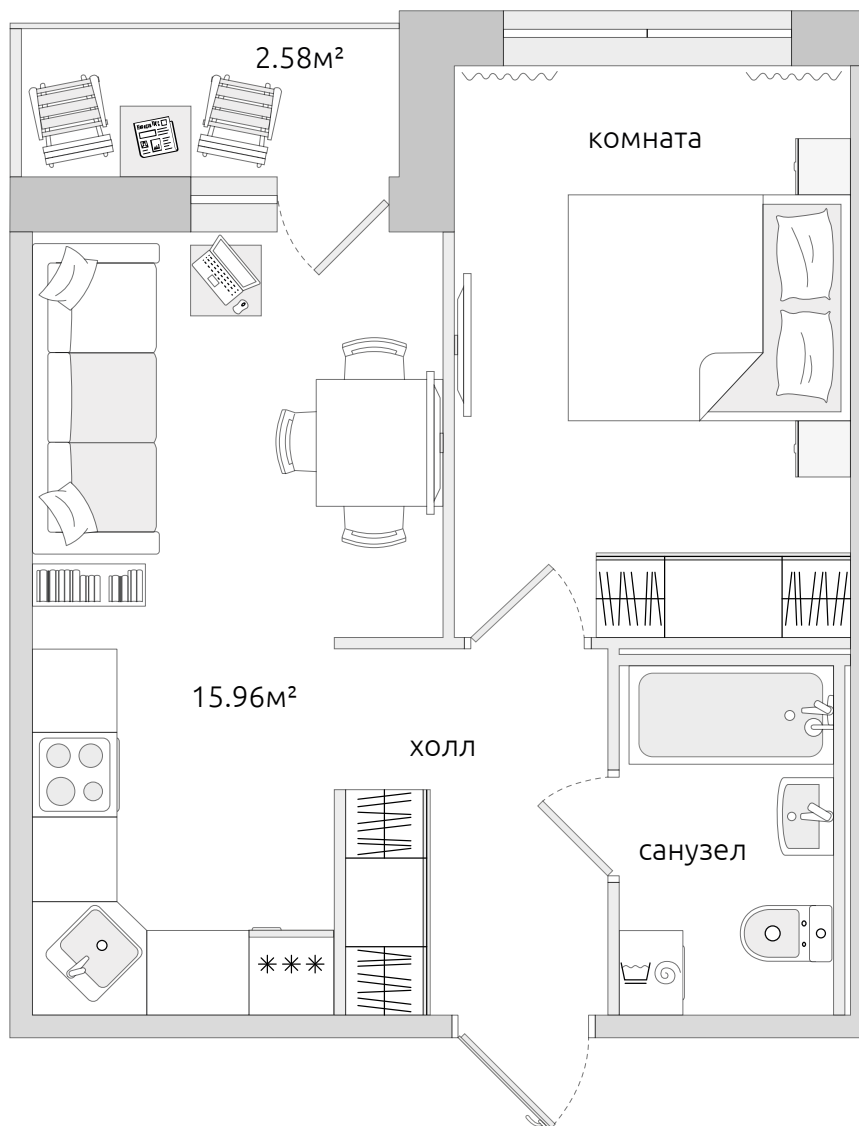 2.58м²
комната
15.96м²
холл
санузел